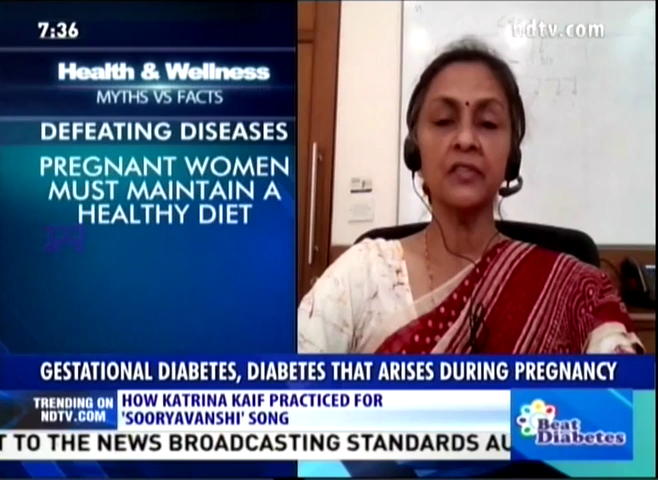 7:36
ndtv.com
Health & Wellness
MYTHS VS FACTS
DEFEATING DISEASES
PREGNANT WOMEN
MUST MAINTAIN A
HEALTHY DIET
GESTATIONAL DIABETES, DIABETES THAT ARISES DURING PREGNANCY
TRENDING ON
NDTV.COM
HOW KATRINA KAIF PRACTICED FOR
'SOORYAVANSHI' SONG
Beat
Diabetes
TO THE NEWS BROADCASTING STANDARDS